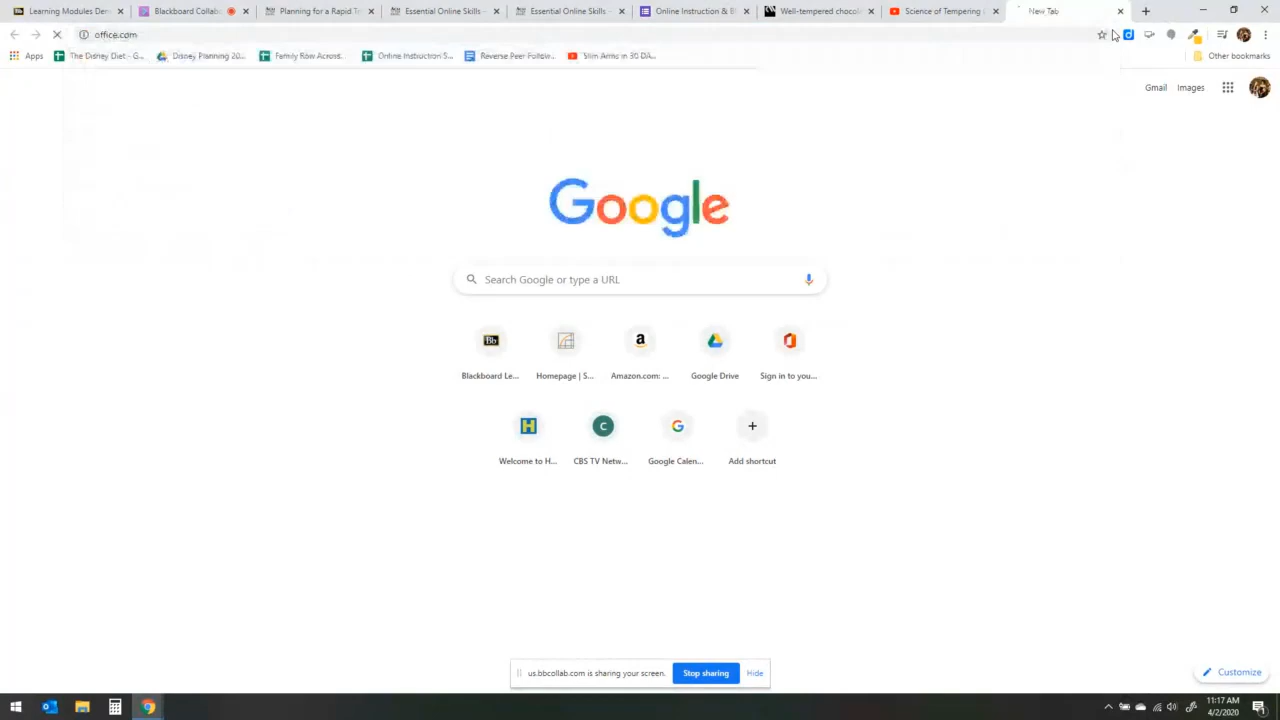 Learning Modules Der Blackboard Collab Planning for a Rapid T Essential Online Skills - Essential Online Skills - Online Instruction & B Well-tempered chocol Science of Tempering New Tab
office.com
Apps The Disney Diet - G... Disney Planning 20... Family Row Across... Online Instruction S... Reverse Peer Follow... Slim Arms in 30 DA... Other bookmarks
Gmail Images
Google
Search Google or type a URL
Bb a
Blackboard Le... Homepage | S... Amazon.com: ... Google Drive Sign in to you...
H C G +
Welcome to H... CBS TV Netw... Google Calen... Add shortcut
us.bbcollab.com is sharing your screen. Stop sharing Hide
Customize
11:17 AM
4/2/2020